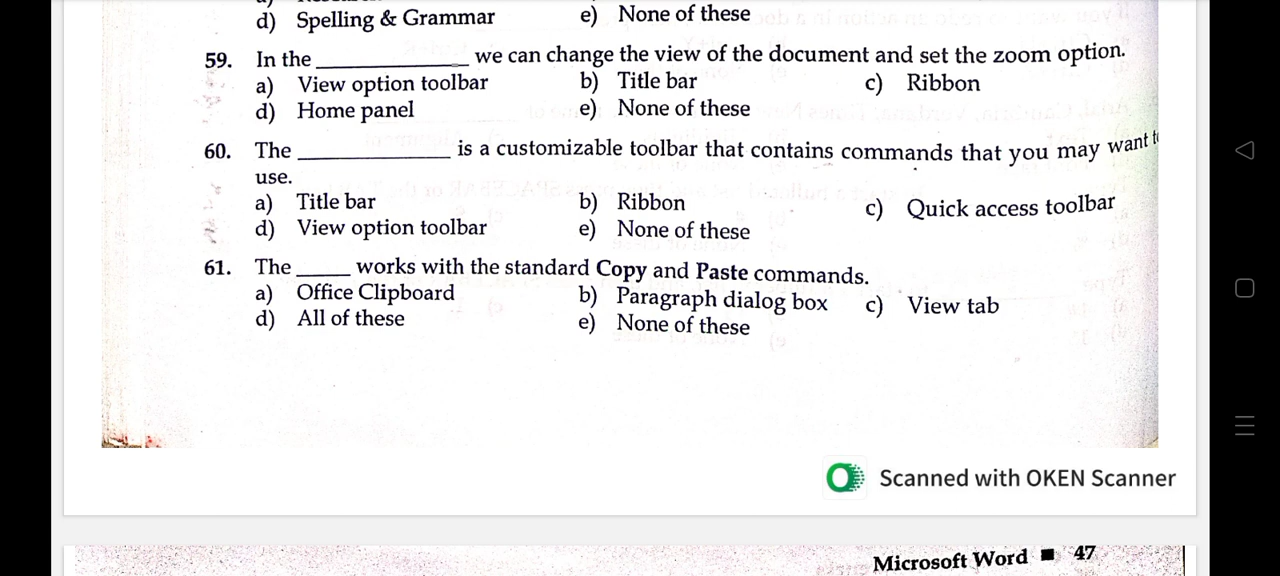 d) Spelling & Grammar e) None of these
59. In the ______________ we can change the view of the document and set the zoom option.
a) View option toolbar b) Title bar c) Ribbon
d) Home panel e) None of these
60. The ______________ is a customizable toolbar that contains commands that you may want to
use.
a) Title bar b) Ribbon c) Quick access toolbar
d) View option toolbar e) None of these
61. The _____ works with the standard Copy and Paste commands.
a) Office Clipboard b) Paragraph dialog box c) View tab
d) All of these e) None of these
Scanned with OKEN Scanner
Microsoft Word ■ 47